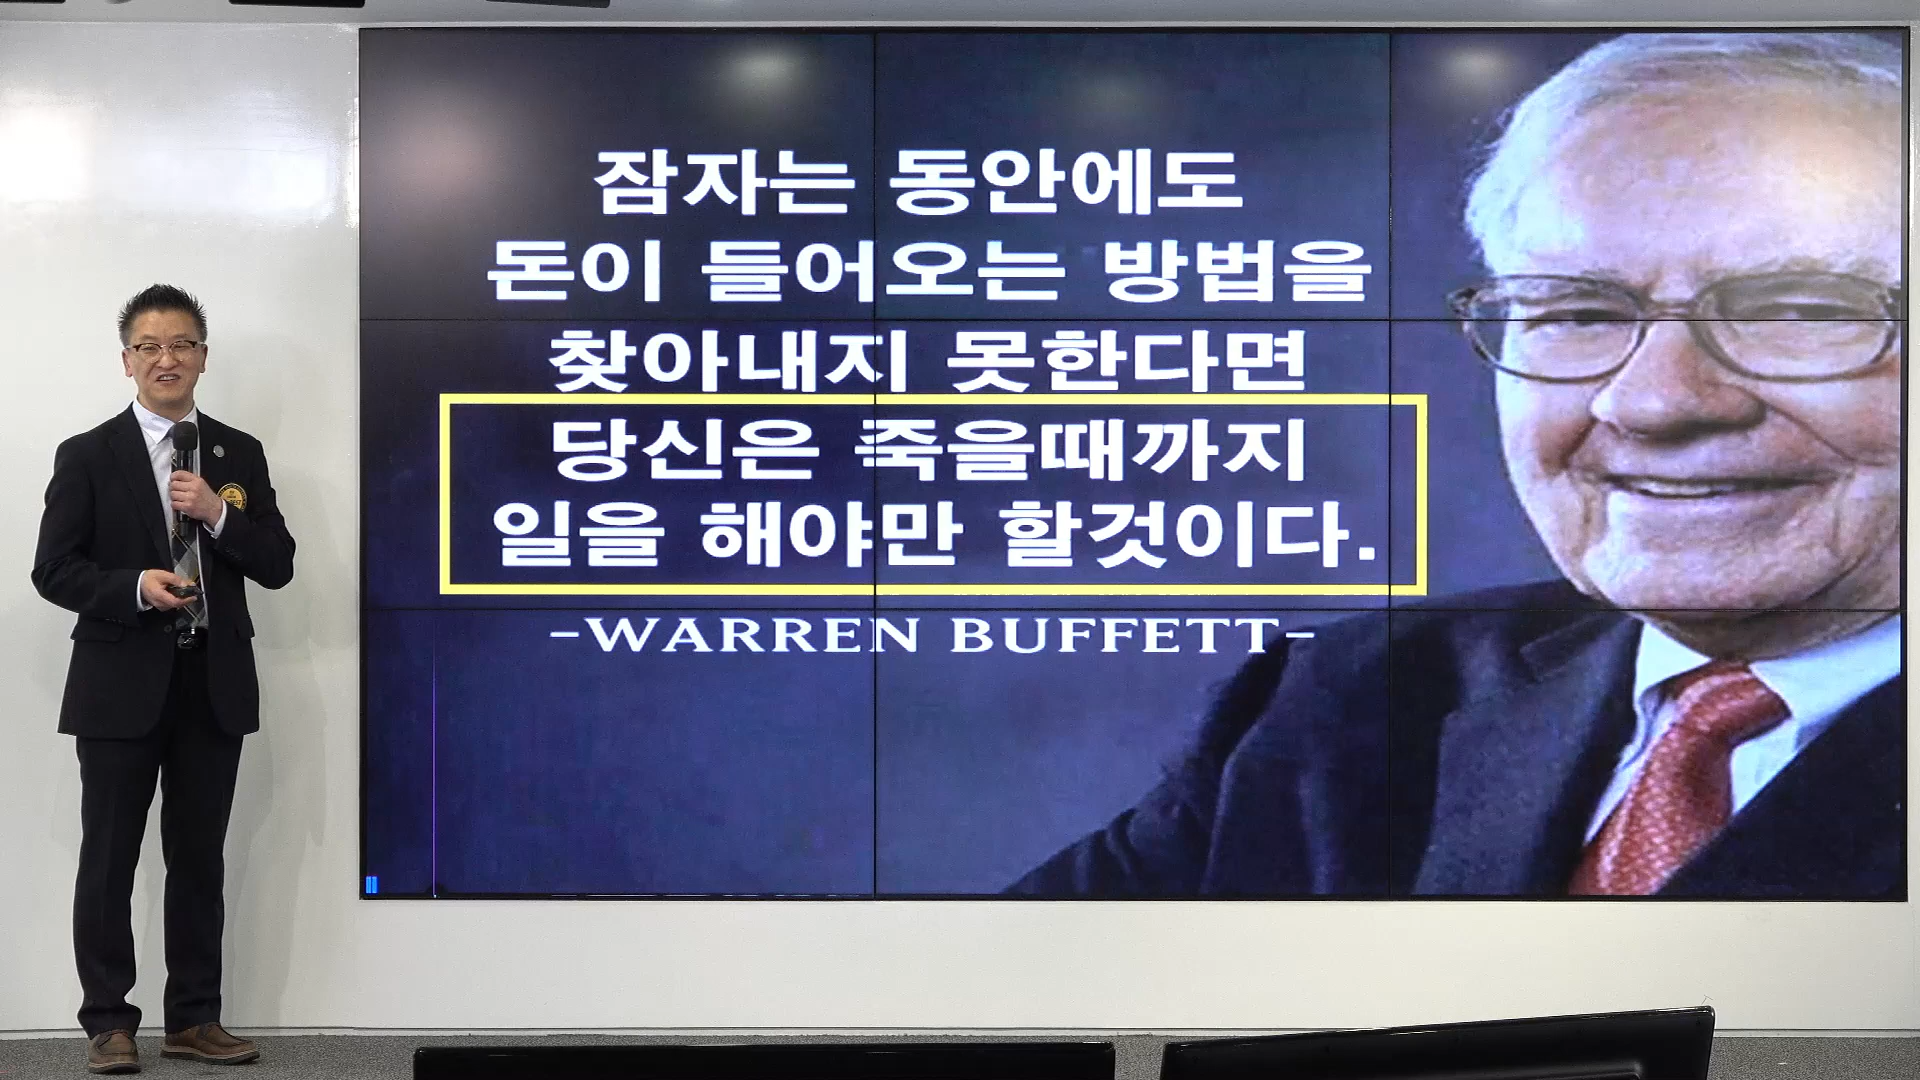 잠자는 동안에도
돈이 들어오는 방법을
찾아내지 못한다면
당신은 죽을때까지
일을 해야만 할것이다.
-WARREN BUFFETT-